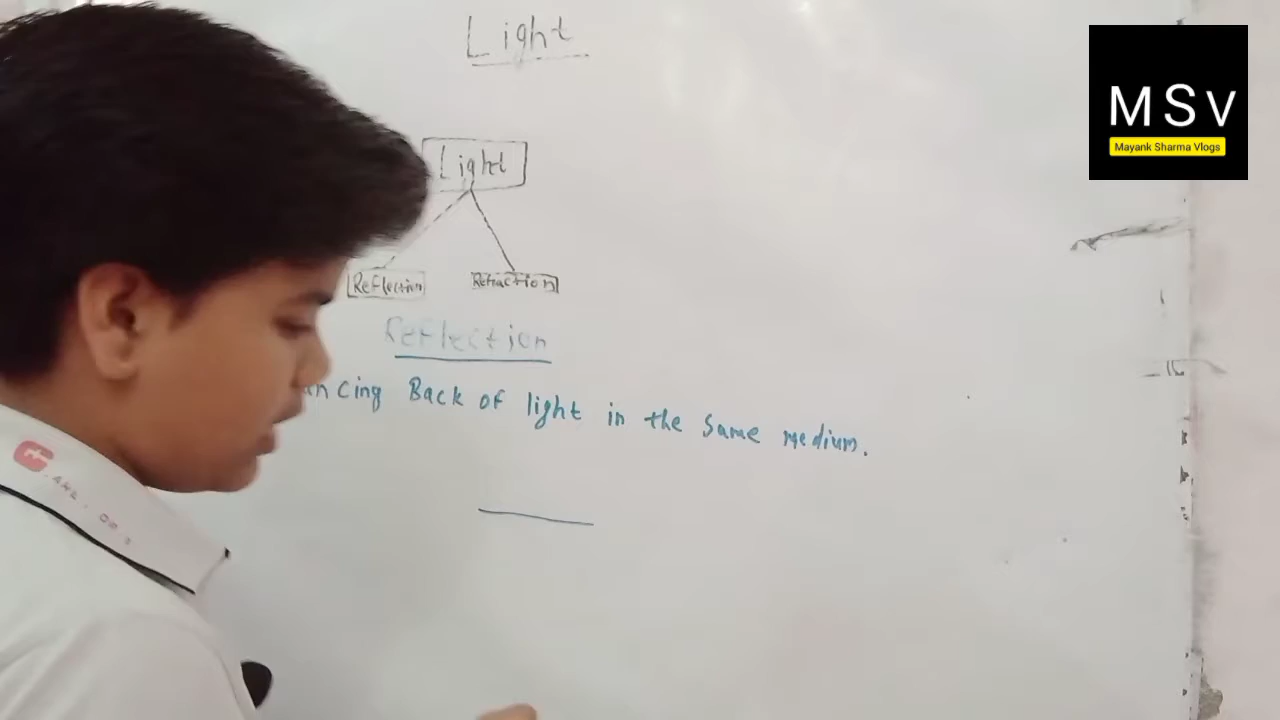 Light
MSV
Mayank Sharma Vlogs
Light
Reflection Refraction
Reflection
ncing Back of light in the same medium.